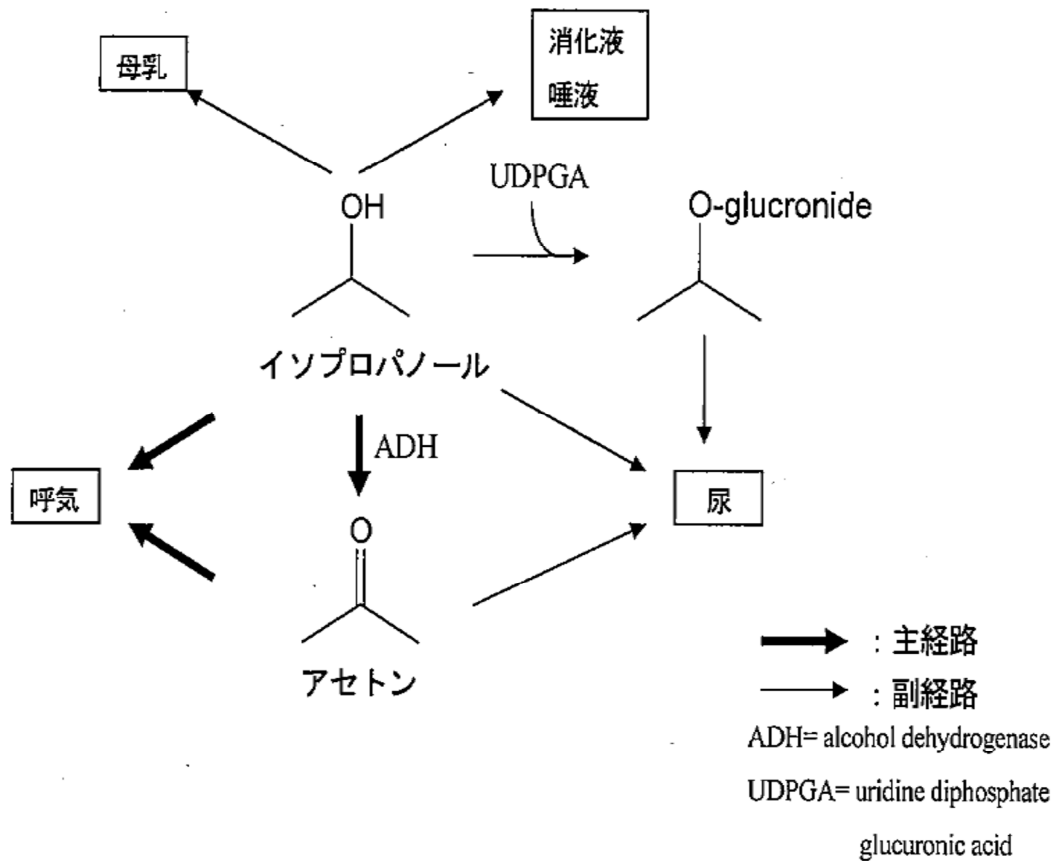 母乳
消化液
唾液
UDPGA
OH
O-glucronide
イソプロパノール
ADH
呼気
尿
O
アセトン
：主経路
：副経路
ADH= alcohol dehydrogenase
UDPGA= uridine diphosphate
glucuronic acid